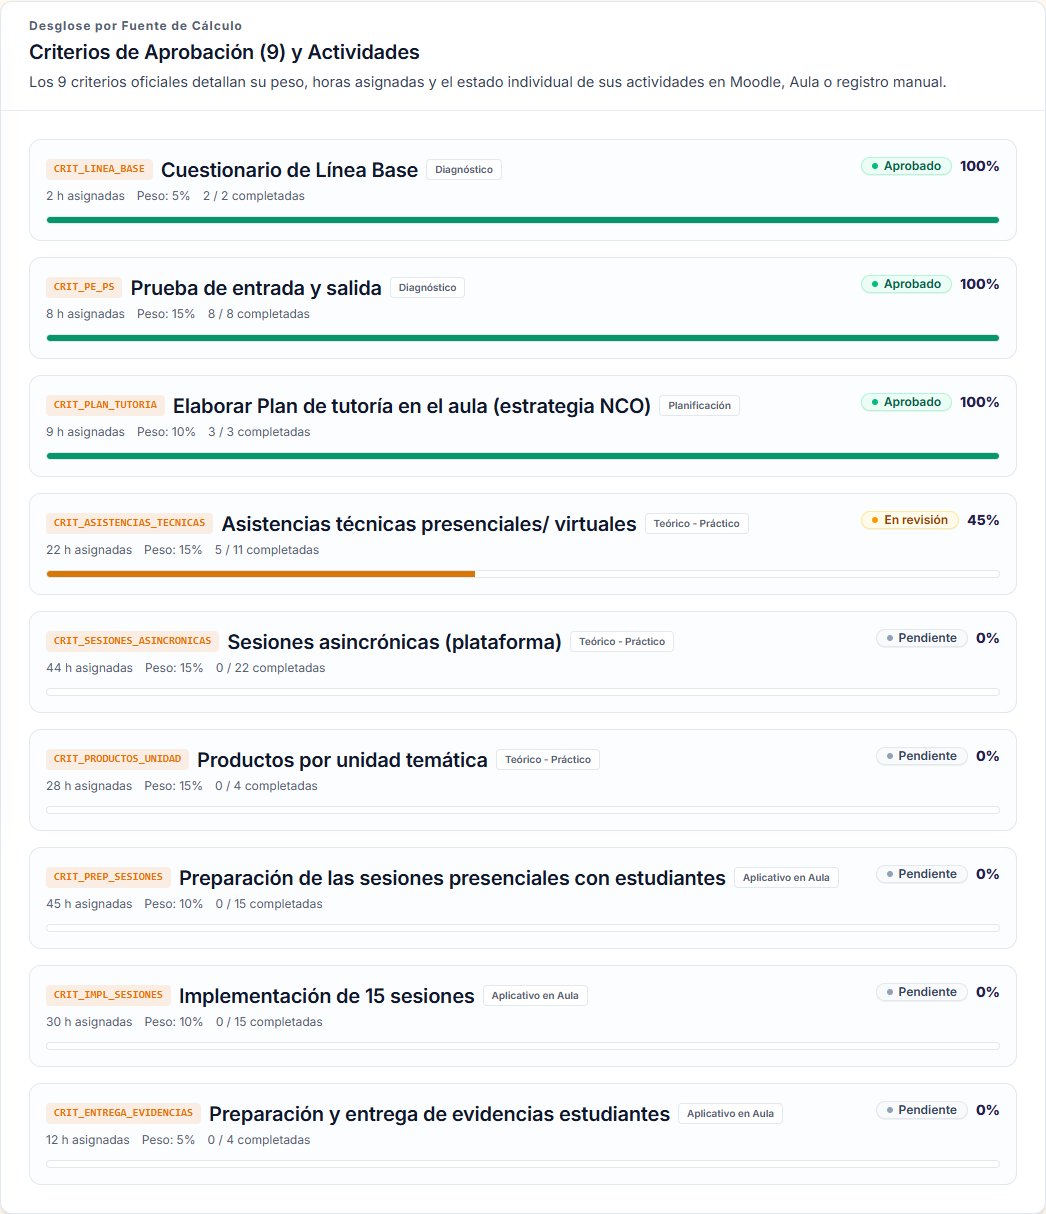 Desglose por Fuente de Cálculo
Criterios de Aprobación (9) y Actividades
Los 9 criterios oficiales detallan su peso, horas asignadas y el estado individual de sus actividades en Moodle, Aula o registro manual.
CRIT_LINEA_BASE Cuestionario de Línea Base Diagnóstico Aprobado 100%
2 h asignadas Peso: 5% 2 / 2 completadas
CRIT_PE_PS Prueba de entrada y salida Diagnóstico Aprobado 100%
8 h asignadas Peso: 15% 8 / 8 completadas
CRIT_PLAN_TUTORIA Elaborar Plan de tutoría en el aula (estrategia NCO) Planificación Aprobado 100%
9 h asignadas Peso: 10% 3 / 3 completadas
CRIT_ASISTENCIAS_TECNICAS Asistencias técnicas presenciales/ virtuales Teórico - Práctico En revisión 45%
22 h asignadas Peso: 15% 5 / 11 completadas
CRIT_SESIONES_ASINCRONICAS Sesiones asincrónicas (plataforma) Teórico - Práctico Pendiente 0%
44 h asignadas Peso: 15% 0 / 22 completadas
CRIT_PRODUCTOS_UNIDAD Productos por unidad temática Teórico - Práctico Pendiente 0%
28 h asignadas Peso: 15% 0 / 4 completadas
CRIT_PREP_SESIONES Preparación de las sesiones presenciales con estudiantes Aplicativo en Aula Pendiente 0%
45 h asignadas Peso: 10% 0 / 15 completadas
CRIT_IMPL_SESIONES Implementación de 15 sesiones Aplicativo en Aula Pendiente 0%
30 h asignadas Peso: 10% 0 / 15 completadas
CRIT_ENTREGA_EVIDENCIAS Preparación y entrega de evidencias estudiantes Aplicativo en Aula Pendiente 0%
12 h asignadas Peso: 5% 0 / 4 completadas